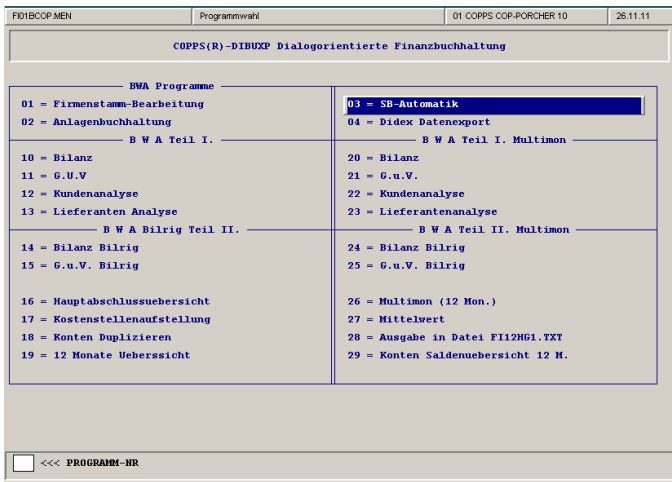 FI01BCOP.MEN Programmwahl 01 COPPS COP-PORCHER 10 26.11.11
COPPS(R)-DIBUXP Dialogorientierte Finanzbuchhaltung
BWA Programme
01 = Firmenstamm-Bearbeitung
02 = Anlagenbuchhaltung
B W A Teil I.
10 = Bilanz
11 = G.U.V
12 = Kundenanalyse
13 = Lieferanten Analyse
B W A Bilrig Teil II.
14 = Bilanz Bilrig
15 = G.u.V. Bilrig
16 = Hauptabschlussuebersicht
17 = Kostenstellenaufstellung
18 = Konten Duplizieren
19 = 12 Monate Ueberssicht
03 = SB-Automatik
04 = Didex Datenexport
B W A Teil I. Multimon
20 = Bilanz
21 = G.u.V.
22 = Kundenanalyse
23 = Lieferantenanalyse
B W A Teil II. Multimon
24 = Bilanz Bilrig
25 = G.u.V. Bilrig
26 = Multimon (12 Mon.)
27 = Mittelwert
28 = Ausgabe in Datei FI12HG1.TXT
29 = Konten Saldenuebersicht 12 M.
<<< PROGRAMM-NR